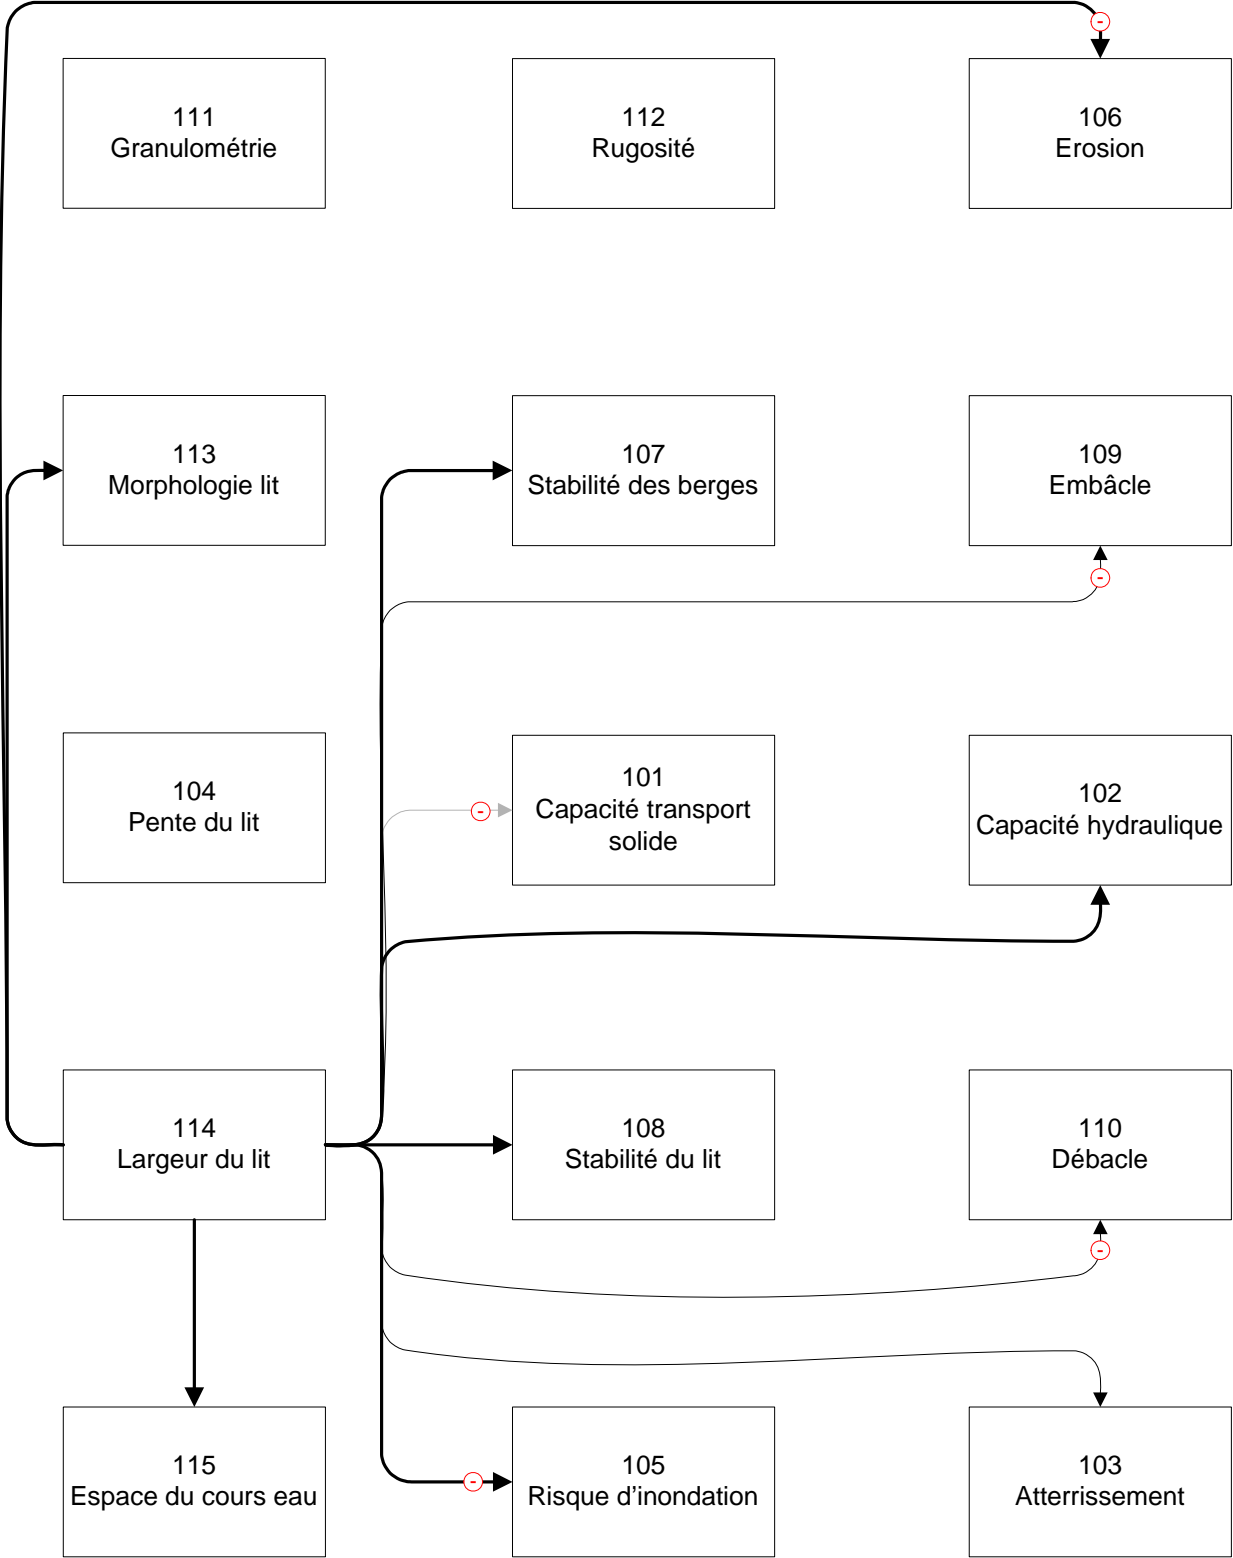 -
111
Granulométrie
112
Rugosité
106
Erosion
113
Morphologie lit
107
Stabilité des berges
109
Embâcle
-
104
Pente du lit
101
Capacité transport
solide
-
102
Capacité hydraulique
114
Largeur du lit
108
Stabilité du lit
110
Débacle
-
115
Espace du cours eau
-
105
Risque d’inondation
103
Atterrissement